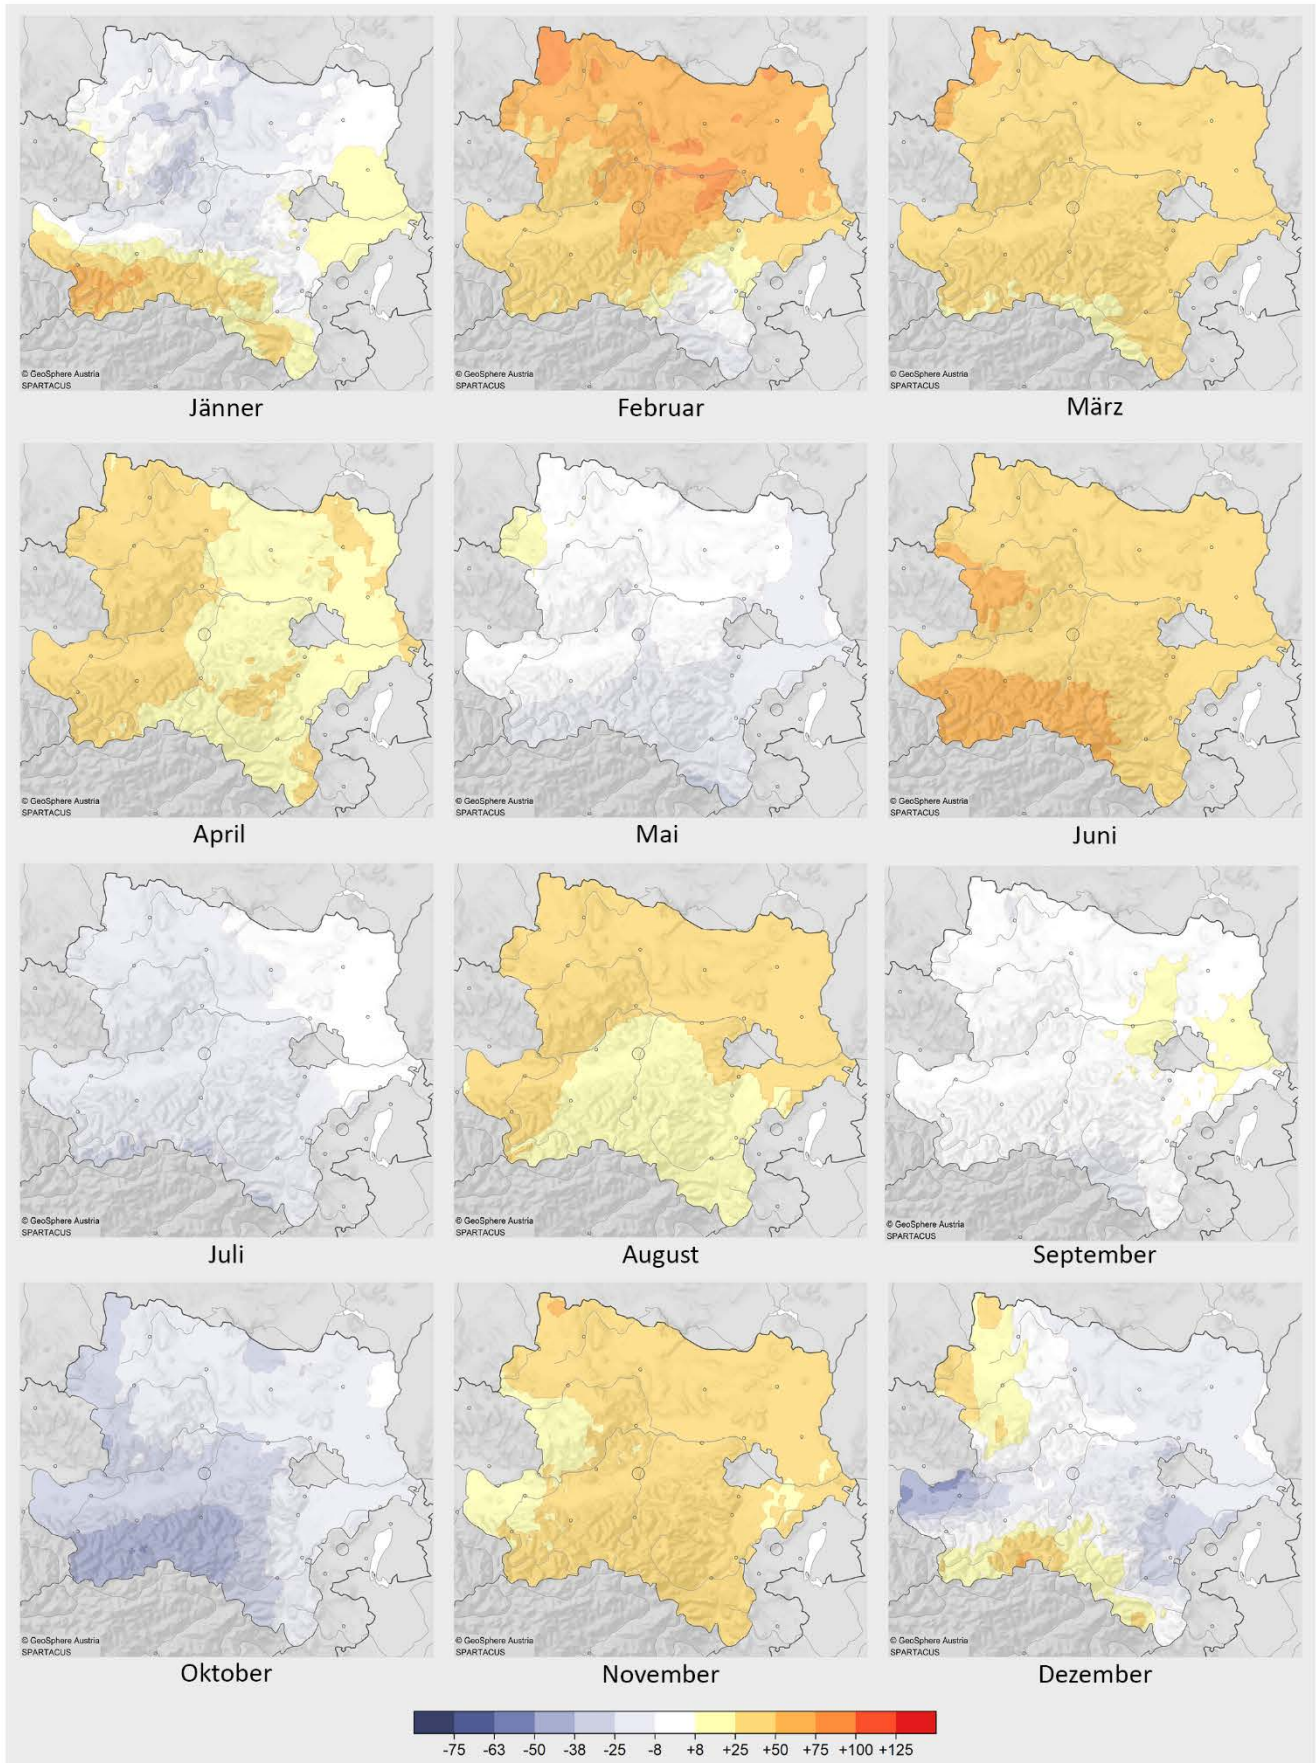 © GeoSphere Austria
SPARTACUS
Jänner
© GeoSphere Austria
SPARTACUS
Februar
© GeoSphere Austria
SPARTACUS
März
© GeoSphere Austria
SPARTACUS
April
© GeoSphere Austria
SPARTACUS
Mai
© GeoSphere Austria
SPARTACUS
Juni
© GeoSphere Austria
SPARTACUS
Juli
© GeoSphere Austria
SPARTACUS
August
© GeoSphere Austria
SPARTACUS
September
© GeoSphere Austria
SPARTACUS
Oktober
© GeoSphere Austria
SPARTACUS
November
© GeoSphere Austria
SPARTACUS
Dezember
-75 -63 -50 -38 -25 -8 +8 +25 +50 +75 +100 +125